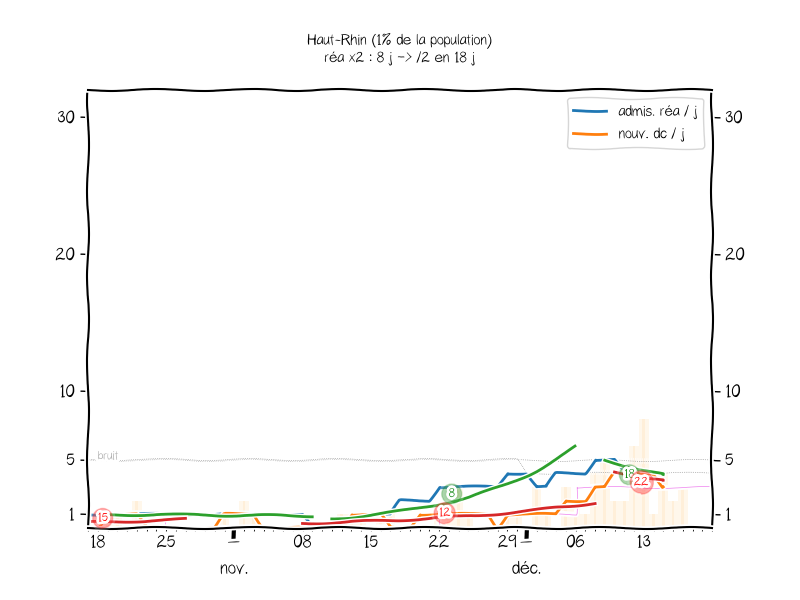 Haut-Rhin (1% de la population)
réa x2 : 8 j -> /2 en 18 j
admis. réa / j
nouv. dc / j
30 30
20 20
10 10
5 bruit 5
1 1
15 8 12 18 22
18 25 1 08 15 22 29 1 06 13
nov. déc.